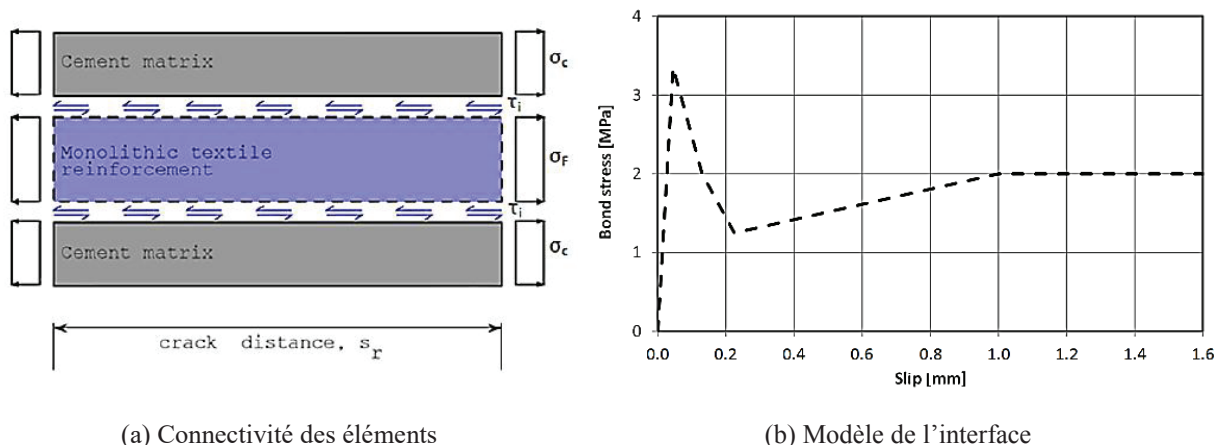 Cement matrix
σc
τi
Monolithic textile
reinforcement
σF
τi
Cement matrix
σc
crack distance, sr
(a) Connectivité des éléments
Bond stress [MPa]
4
3
2
1
0
0.0 0.2 0.4 0.6 0.8 1.0 1.2 1.4 1.6
Slip [mm]
(b) Modèle de l’interface